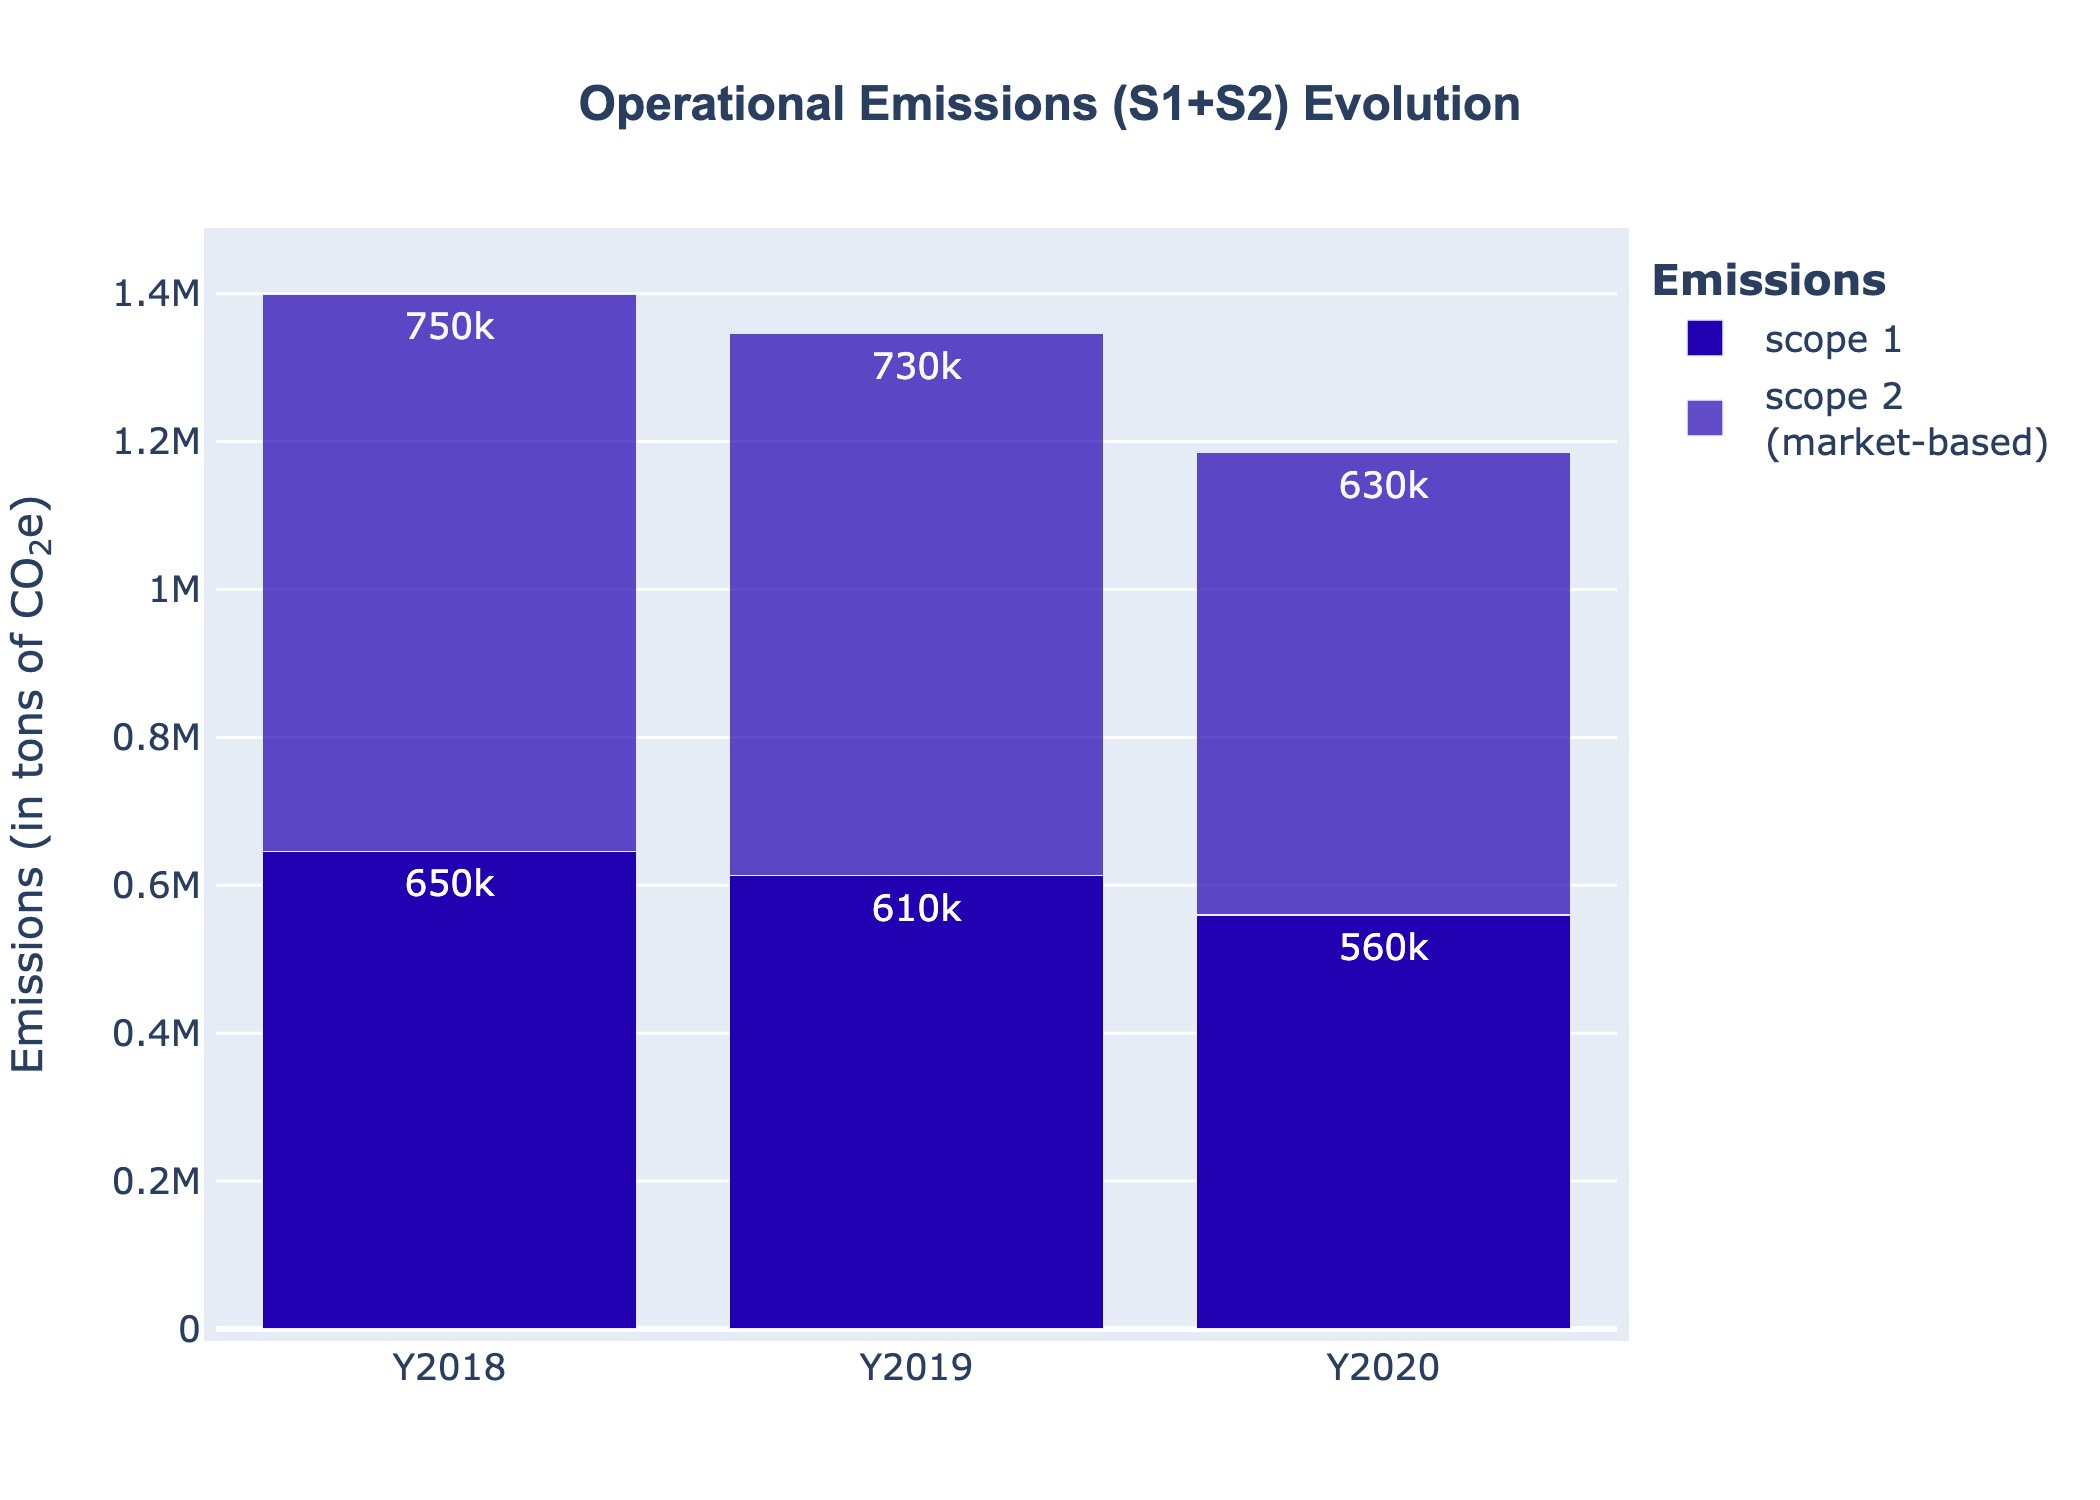 Operational Emissions (S1+S2) Evolution
Emissions (in tons of CO₂e)
1.4M
1.2M
1M
0.8M
0.6M
0.4M
0.2M
0
750k
730k
630k
650k
610k
560k
Y2018
Y2019
Y2020
Emissions
scope 1
scope 2
(market-based)